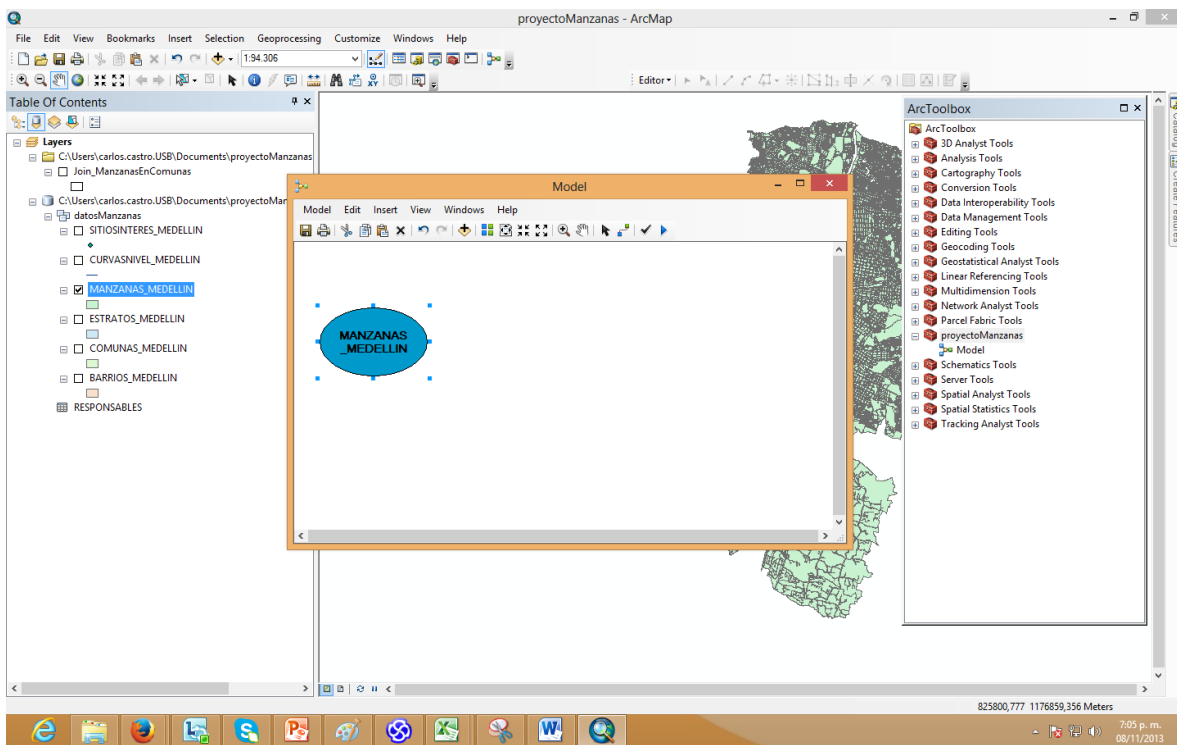 proyectoManzanas - ArcMap
File Edit View Bookmarks Insert Selection Geoprocessing Customize Windows Help
1:94.306
Editor
Table Of Contents
Layers
C:\Users\carlos.castro.USB\Documents\proyectoManzanas
Join_ManzanasEnComunas
C:\Users\carlos.castro.USB\Documents\proyectoMan
datosManzanas
SITIOSINTERES_MEDELLIN
CURVASNIVEL_MEDELLIN
MANZANAS_MEDELLIN
ESTRATOS_MEDELLIN
COMUNAS_MEDELLIN
BARRIOS_MEDELLIN
RESPONSABLES
Model
Model Edit Insert View Windows Help
MANZANAS
_MEDELLIN
ArcToolbox
ArcToolbox
3D Analyst Tools
Analysis Tools
Cartography Tools
Conversion Tools
Data Interoperability Tools
Data Management Tools
Editing Tools
Geocoding Tools
Geostatistical Analyst Tools
Linear Referencing Tools
Multidimension Tools
Network Analyst Tools
Parcel Fabric Tools
proyectoManzanas
Model
Schematics Tools
Server Tools
Spatial Analyst Tools
Spatial Statistics Tools
Tracking Analyst Tools
Catalog
Create Features
825800,777 1176859,356 Meters
7:05 p. m.
08/11/2013